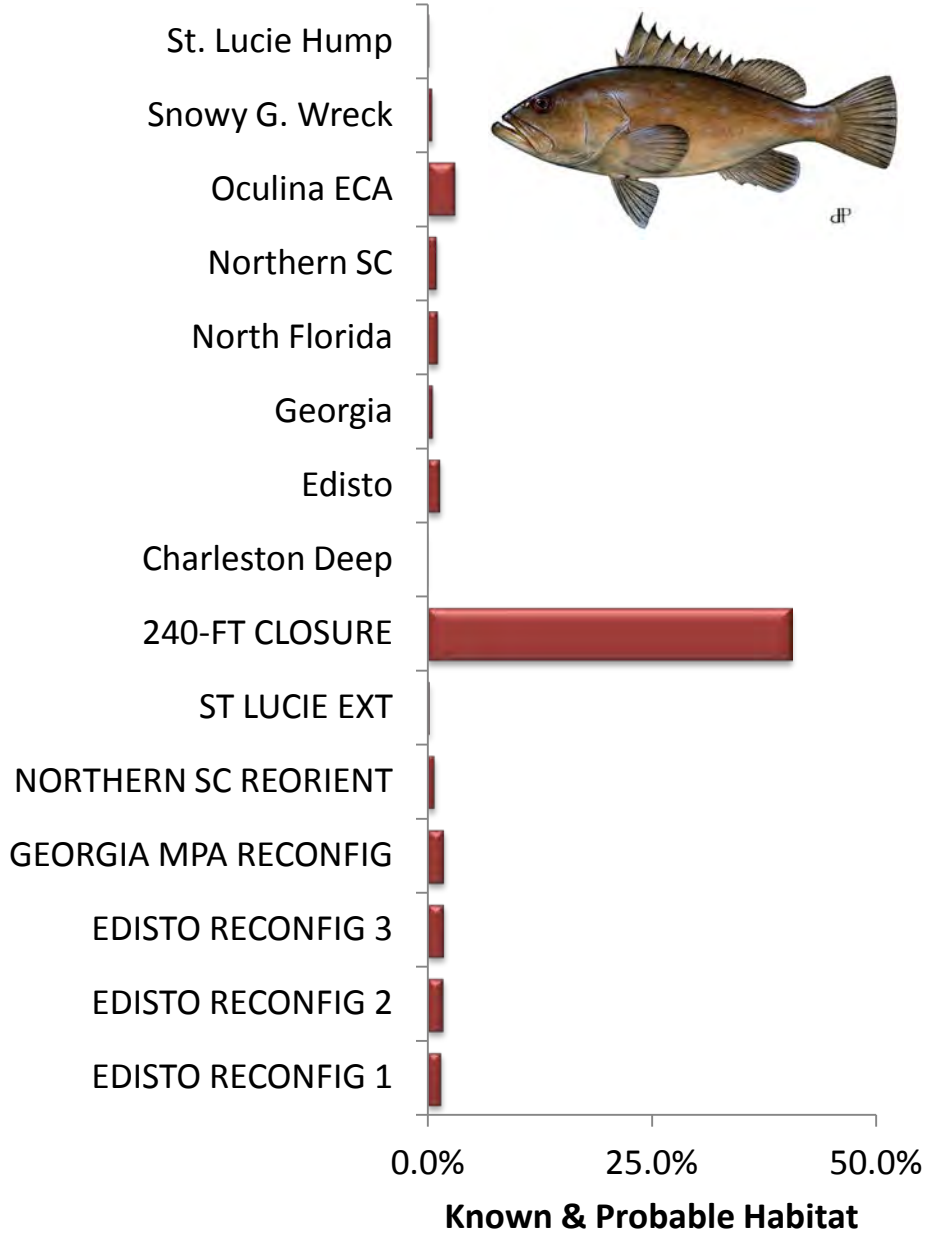 St. Lucie Hump
Snowy G. Wreck
Oculina ECA
Northern SC
North Florida
Georgia
Edisto
Charleston Deep
240-FT CLOSURE
ST LUCIE EXT
NORTHERN SC REORIENT
GEORGIA MPA RECONFIG
EDISTO RECONFIG 3
EDISTO RECONFIG 2
EDISTO RECONFIG 1
0.0% 25.0% 50.0%
Known & Probable Habitat